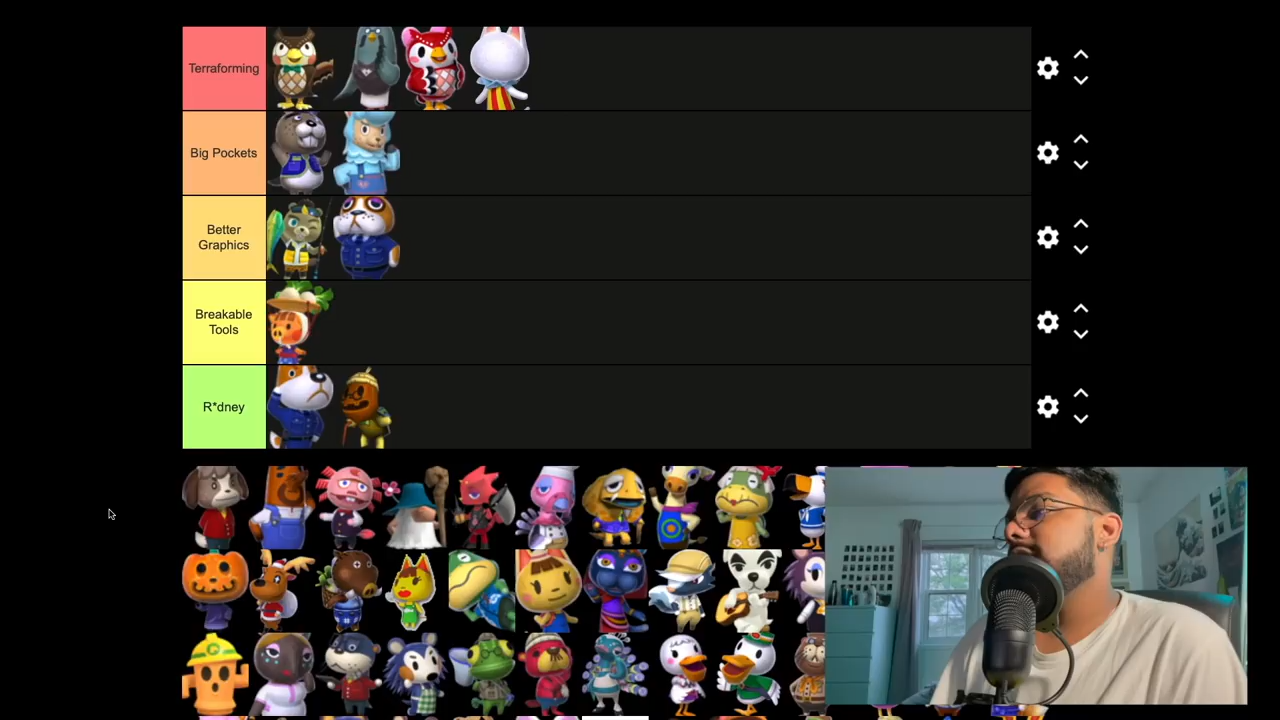 Terraforming
Big Pockets
Better
Graphics
Breakable
Tools
R*dney